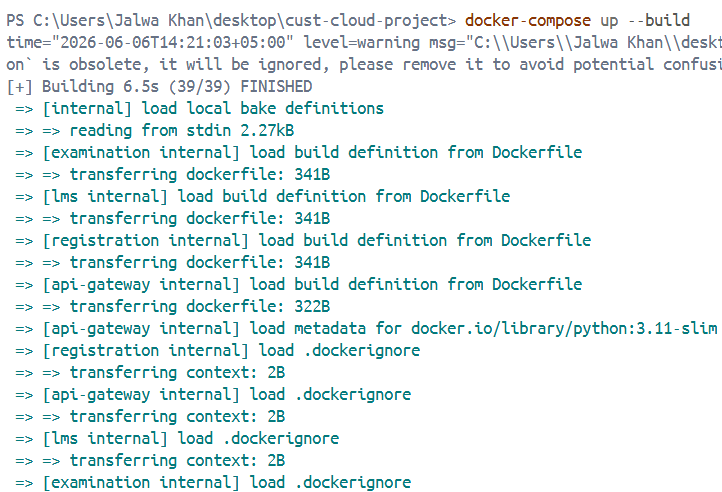 PS C:\Users\Jalwa Khan\desktop\cust-cloud-project> docker-compose up --build
time="2026-06-06T14:21:03+05:00" level=warning msg="C:\\Users\\Jalwa Khan\\deskt
on` is obsolete, it will be ignored, please remove it to avoid potential confusi
[+] Building 6.5s (39/39) FINISHED
=> [internal] load local bake definitions
=> => reading from stdin 2.27kB
=> [examination internal] load build definition from Dockerfile
=> => transferring dockerfile: 341B
=> [lms internal] load build definition from Dockerfile
=> => transferring dockerfile: 341B
=> [registration internal] load build definition from Dockerfile
=> => transferring dockerfile: 341B
=> [api-gateway internal] load build definition from Dockerfile
=> => transferring dockerfile: 322B
=> [api-gateway internal] load metadata for docker.io/library/python:3.11-slim
=> [registration internal] load .dockerignore
=> => transferring context: 2B
=> [api-gateway internal] load .dockerignore
=> => transferring context: 2B
=> [lms internal] load .dockerignore
=> => transferring context: 2B
=> [examination internal] load .dockerignore